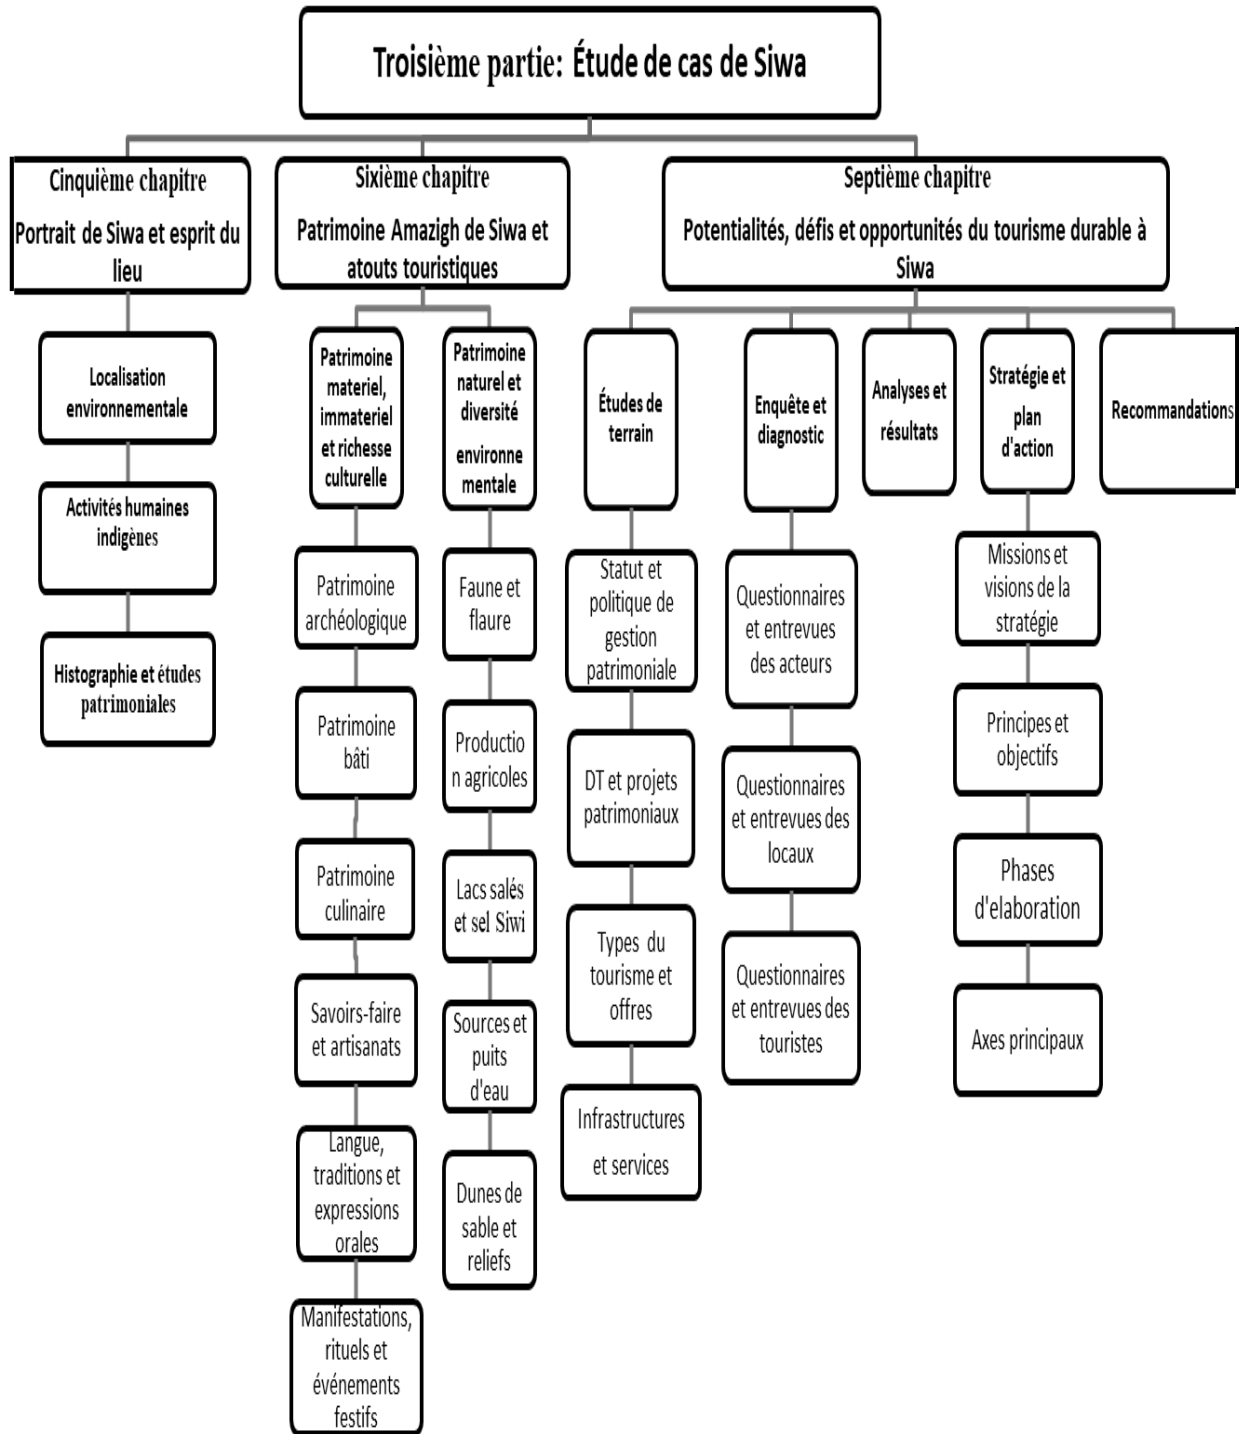 Troisième partie: Étude de cas de Siwa
Cinquième chapitre
Portrait de Siwa et esprit du
lieu
Localisation
environnementale
Activités humaines
indigènes
Histographie et études
patrimoniales
Sixième chapitre
Patrimoine Amazigh de Siwa et
atouts touristiques
Patrimoine
materiel,
immateriel
et richesse
culturelle
Patrimoine
archéologique
Patrimoine
bâti
Patrimoine
culinaire
Savoirs-faire
et artisanats
Langue,
traditions et
expressions
orales
Manifestations,
rituels et
événements
festifs
Patrimoine
naturel et
diversité
environne
mentale
Faune et
flaure
Productio
n agricoles
Lacs salés
et sel Siwi
Sources et
puits
d'eau
Dunes de
sable et
reliefs
Septième chapitre
Potentialités, défis et opportunités du tourisme durable à
Siwa
Études de
terrain
Statut et
politique de
gestion
patrimoniale
DT et projets
patrimoniaux
Types du
tourisme et
offres
Infrastructures
et services
Enquête et
diagnostic
Questionnaires
et entrevues
des acteurs
Questionnaires
et entrevues des
locaux
Questionnaires
et entrevues des
touristes
Analyses et
résultats
Stratégie et
plan
d'action
Missions et
visions de la
stratégie
Principes et
objectifs
Phases
d'elaboration
Axes principaux
Recommandations